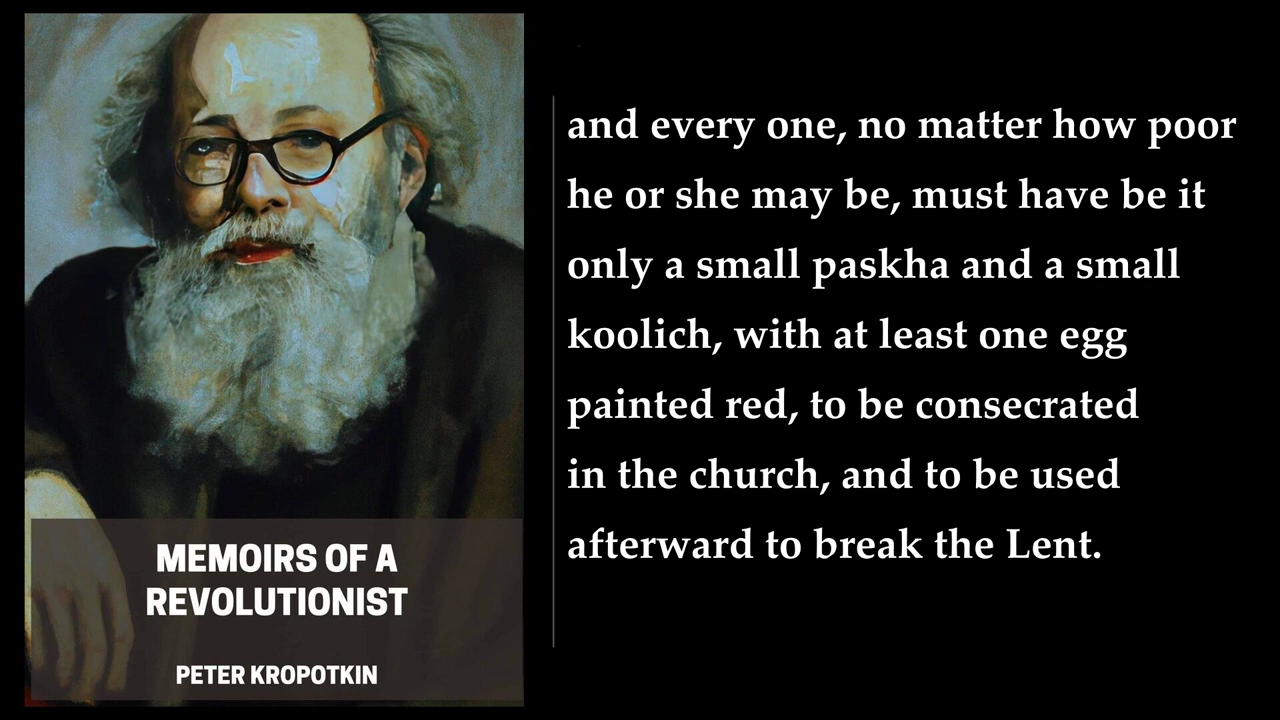 MEMOIRS OF A
REVOLUTIONIST
PETER KROPOTKIN
and every one, no matter how poor
he or she may be, must have be it
only a small paskha and a small
koolich, with at least one egg
painted red, to be consecrated
in the church, and to be used
afterward to break the Lent.